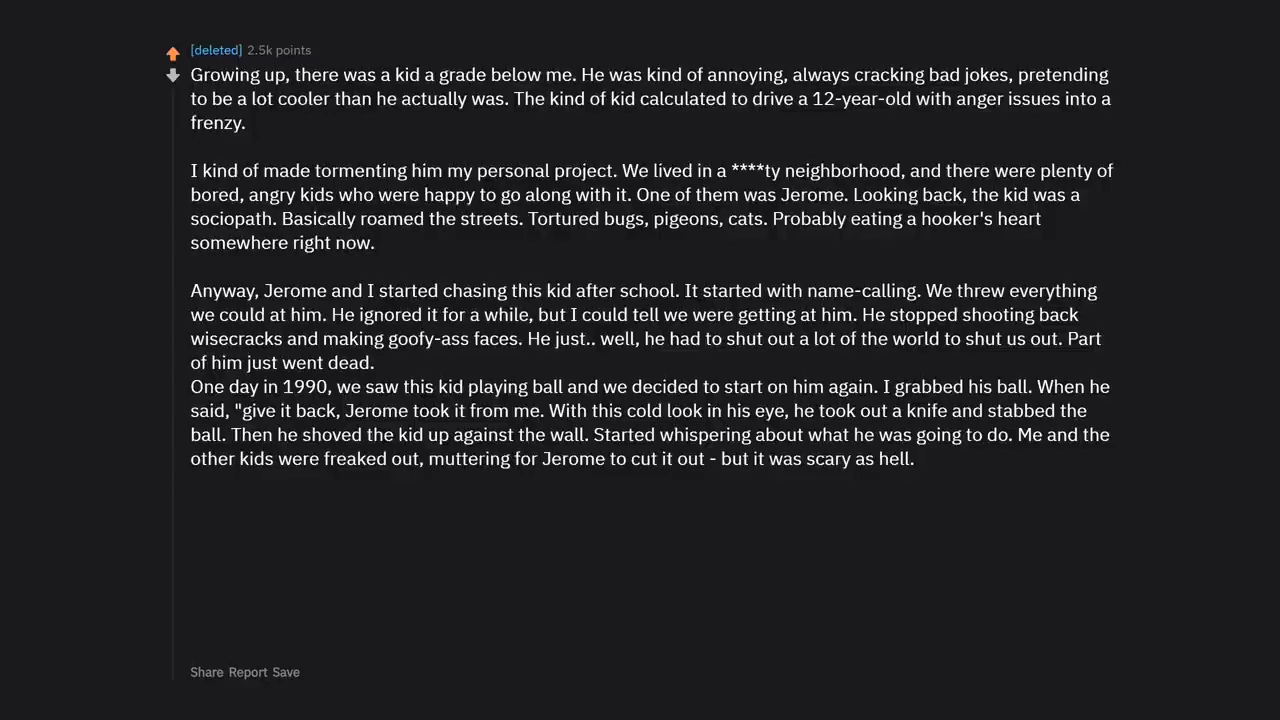 [deleted] 2.5k points
Growing up, there was a kid a grade below me. He was kind of annoying, always cracking bad jokes, pretending
to be a lot cooler than he actually was. The kind of kid calculated to drive a 12-year-old with anger issues into a
frenzy.
I kind of made tormenting him my personal project. We lived in a ****ty neighborhood, and there were plenty of
bored, angry kids who were happy to go along with it. One of them was Jerome. Looking back, the kid was a
sociopath. Basically roamed the streets. Tortured bugs, pigeons, cats. Probably eating a hooker's heart
somewhere right now.
Anyway, Jerome and I started chasing this kid after school. It started with name-calling. We threw everything
we could at him. He ignored it for a while, but I could tell we were getting at him. He stopped shooting back
wisecracks and making goofy-ass faces. He just.. well, he had to shut out a lot of the world to shut us out. Part
of him just went dead.
One day in 1990, we saw this kid playing ball and we decided to start on him again. I grabbed his ball. When he
said, "give it back, Jerome took it from me. With this cold look in his eye, he took out a knife and stabbed the
ball. Then he shoved the kid up against the wall. Started whispering about what he was going to do. Me and the
other kids were freaked out, muttering for Jerome to cut it out - but it was scary as hell.
Share Report Save